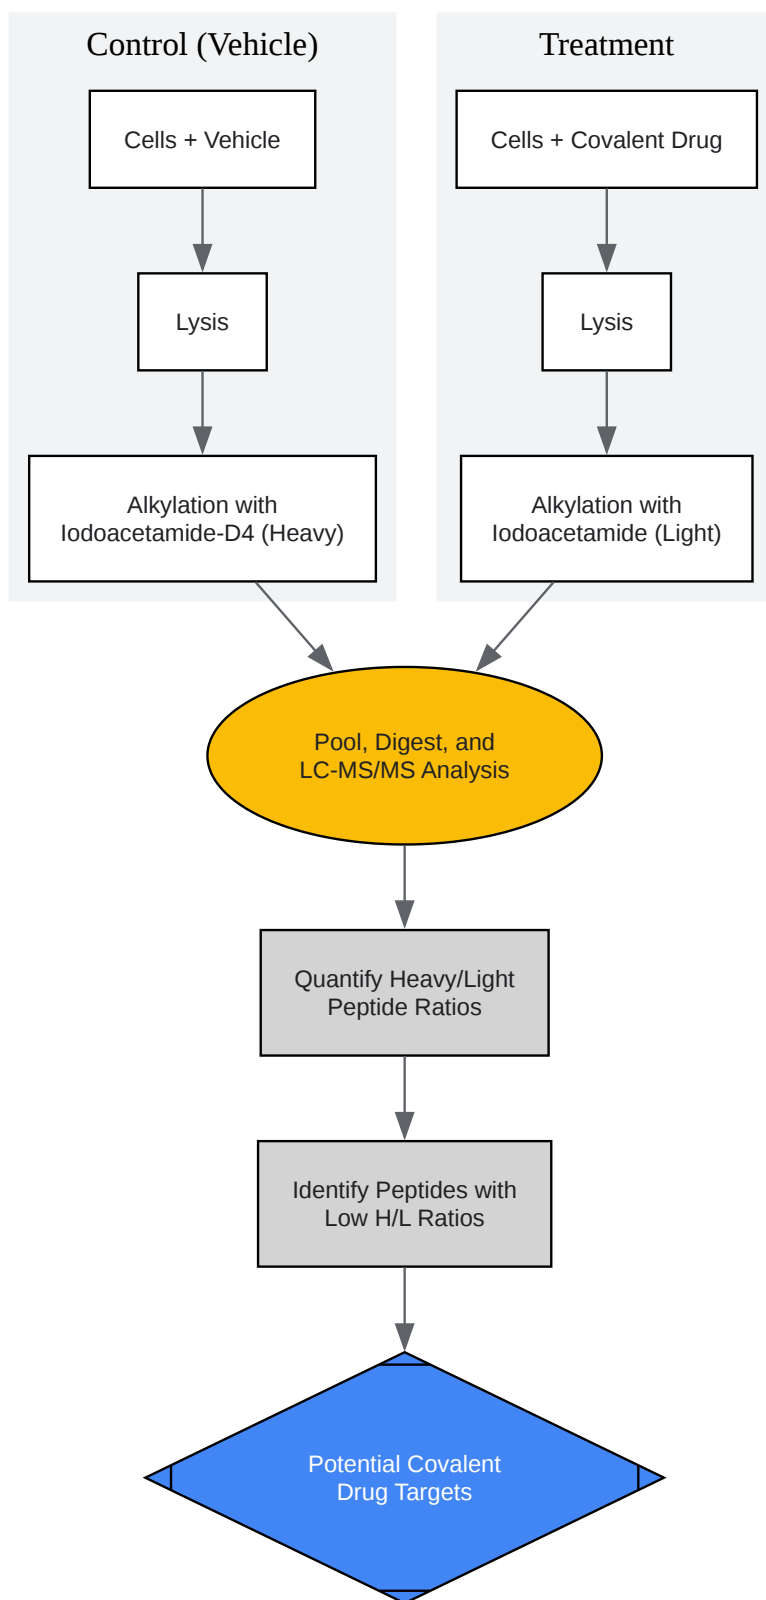 Control (Vehicle)
Treatment
Cells + Vehicle
Cells + Covalent Drug
Lysis
Lysis
Alkylation with
Iodoacetamide-D4 (Heavy)
Alkylation with
Iodoacetamide (Light)
Pool, Digest, and
LC-MS/MS Analysis
Quantify Heavy/Light
Peptide Ratios
Identify Peptides with
Low H/L Ratios
Potential Covalent
Drug Targets